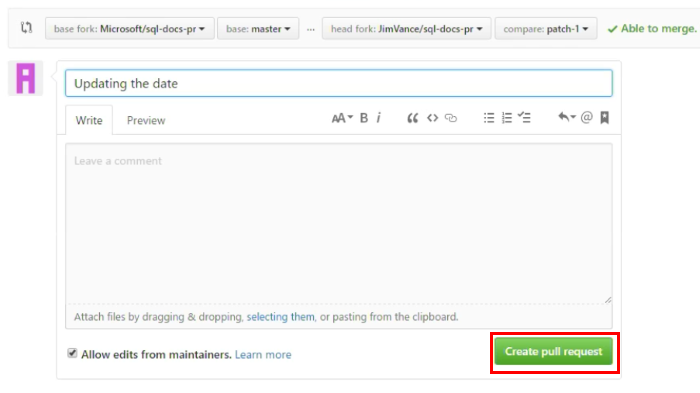 base fork: Microsoft/sql-docs-pr base: master ... head fork: JimVance/sql-docs-pr compare: patch-1 Able to merge.
Updating the date
Write Preview AA B i
Leave a comment
Attach files by dragging & dropping, selecting them, or pasting from the clipboard.
Allow edits from maintainers. Learn more Create pull request